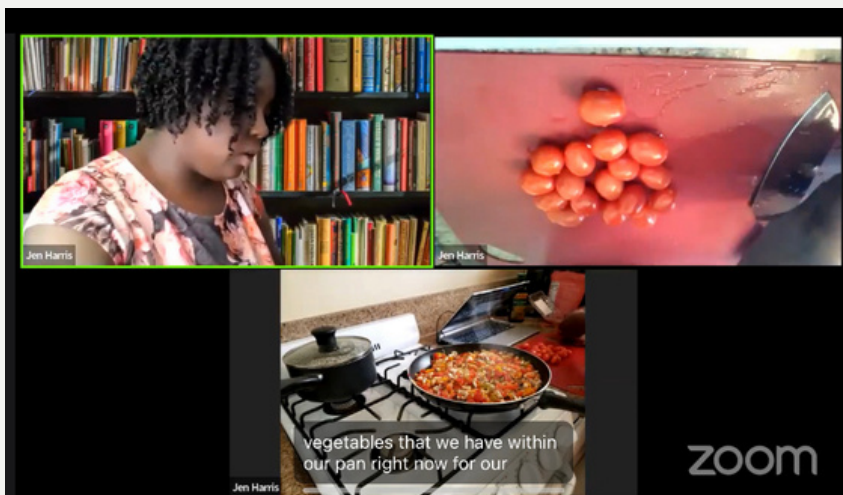 Jen Harris
Jen Harris
vegetables that we have within
our pan right now for our
Jen Harris
zoom